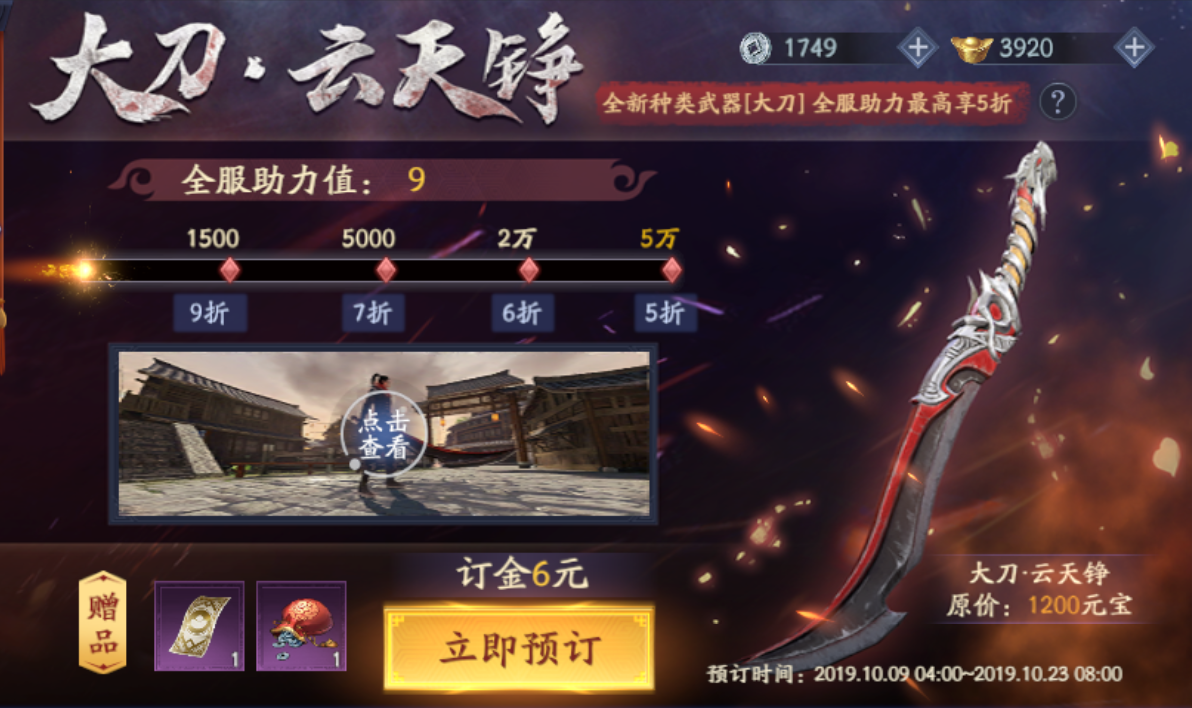 大刀·云天铮
1749
3920
全新种类武器[大刀] 全服助力最高享5折
?
全服助力值： 9
1500 5000 2万 5万
9折 7折 6折 5折
点击
查看
订金6元
赠品
1
1
立即预订
大刀·云天铮
原价：1200元宝
预订时间：2019.10.09 04:00~2019.10.23 08:00